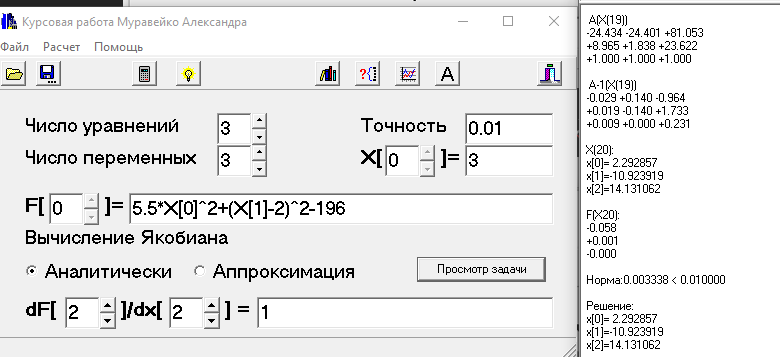 Курсовая работа Муравейко Александра
Файл Расчет Помощь
Число уравнений 3 Точность 0.01
Число переменных 3 X[ 0 ]= 3
F[ 0 ]= 5.5*X[0]^2+(X[1]-2)^2-196
Вычисление Якобиана
Аналитически Аппроксимация Просмотр задачи
dF[ 2 ]/dx[ 2 ] = 1
A(X(19))
-24.434 -24.401 +81.053
+8.965 +1.838 +23.622
+1.000 +1.000 +1.000
A-1(X(19))
-0.029 +0.140 -0.964
+0.019 -0.140 +1.733
+0.009 +0.000 +0.231
X(20):
x[0]= 2.292857
x[1]=-10.923919
x[2]=14.131062
F(X20):
-0.058
+0.001
-0.000
Норма:0.003338 < 0.010000
Решение:
x[0]= 2.292857
x[1]=-10.923919
x[2]=14.131062